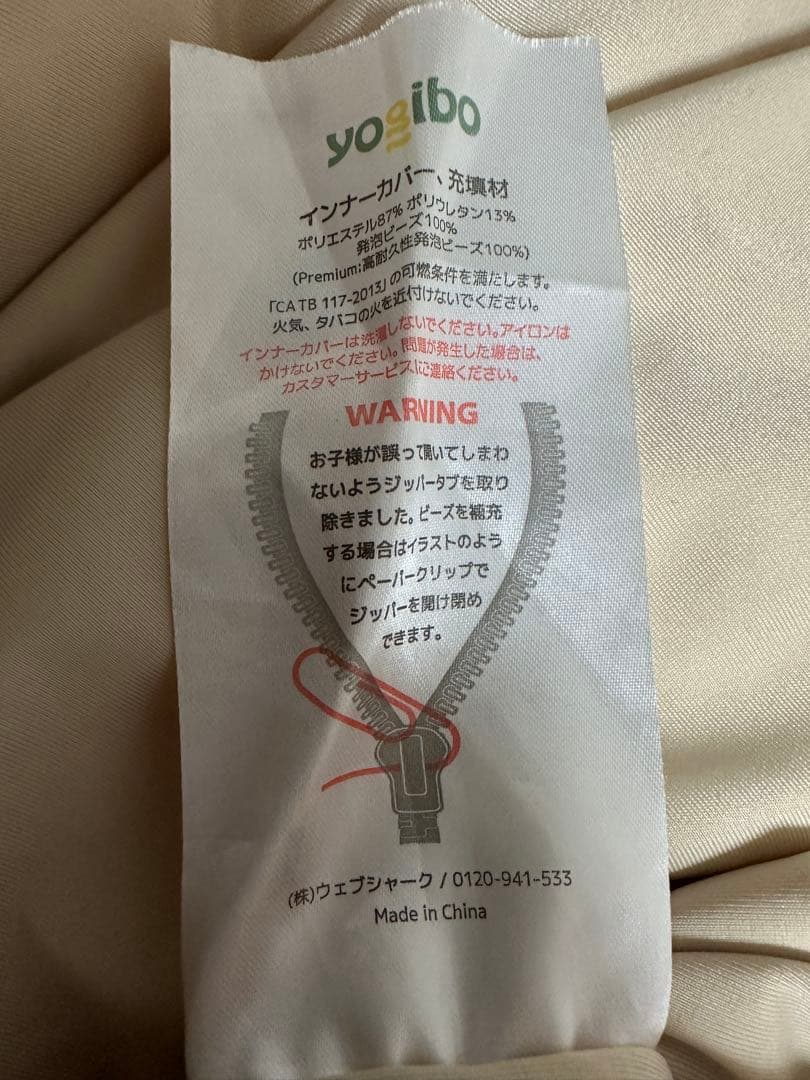 yogibo
インナーカバー、充填材
ポリエステル87% ポリウレタン13%
発泡ビーズ100%
(Premium:高耐久性発泡ビーズ100%)
「CA TB 117-2013」の可燃条件を満たします。
火気、タバコの火を近付けないでください。
インナーカバーは洗濯しないでください。アイロンは
かけないでください。問題が発生した場合は、
カスタマーサービスにご連絡ください。
WARNING
お子様が誤って開いてしまわ
ないようジッパータブを取り
除きました。ビーズを補充
する場合はイラストのよう
にペーパークリップで
ジッパーを開け閉め
できます。
(株)ウェブシャーク / 0120-941-533
Made in China